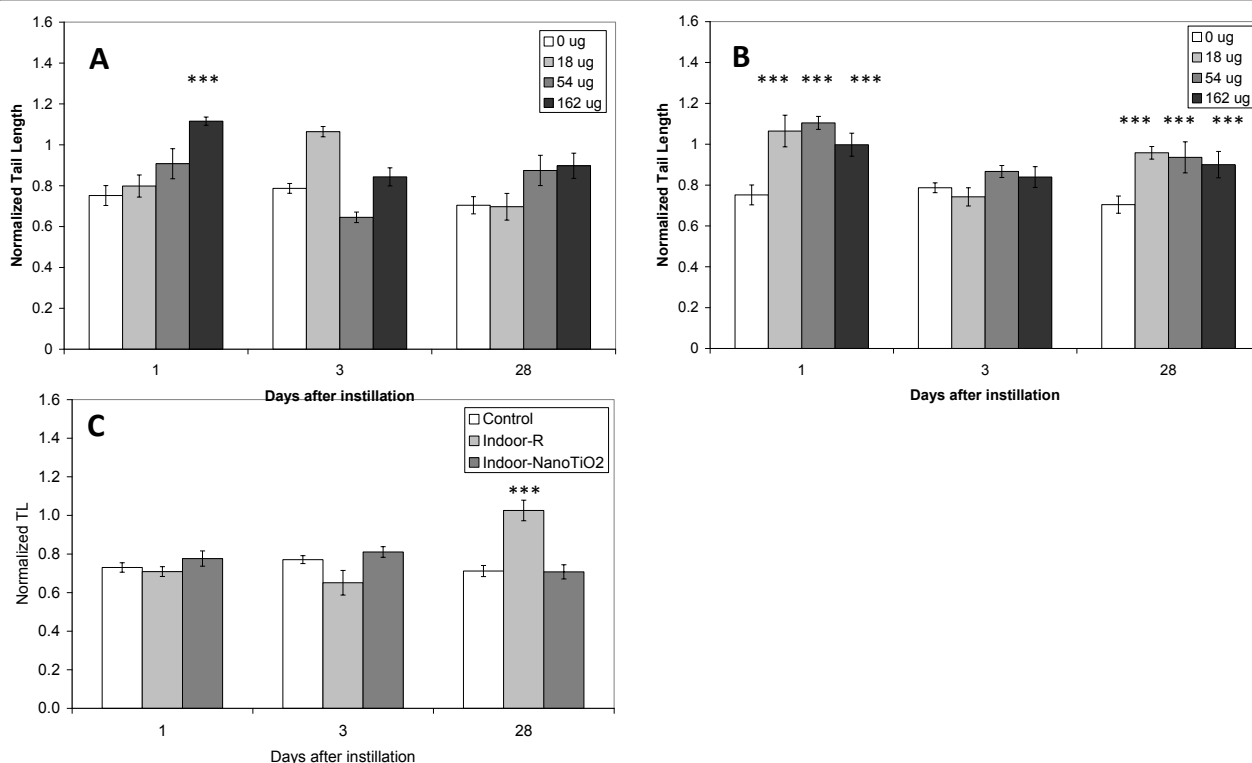 A
0 ug
18 ug
54 ug
162 ug
***
Normalized Tail Length
1.6
1.4
1.2
1
0.8
0.6
0.4
0.2
0
1 3 28
Days after instillation
B
0 ug
18 ug
54 ug
162 ug
*** *** ***
*** *** ***
Normalized Tail Length
1.6
1.4
1.2
1
0.8
0.6
0.4
0.2
0
1 3 28
Days after instillation
C
Control
Indoor-R
Indoor-NanoTiO2
***
Normalized TL
1.6
1.4
1.2
1.0
0.8
0.6
0.4
0.2
0.0
1 3 28
Days after instillation